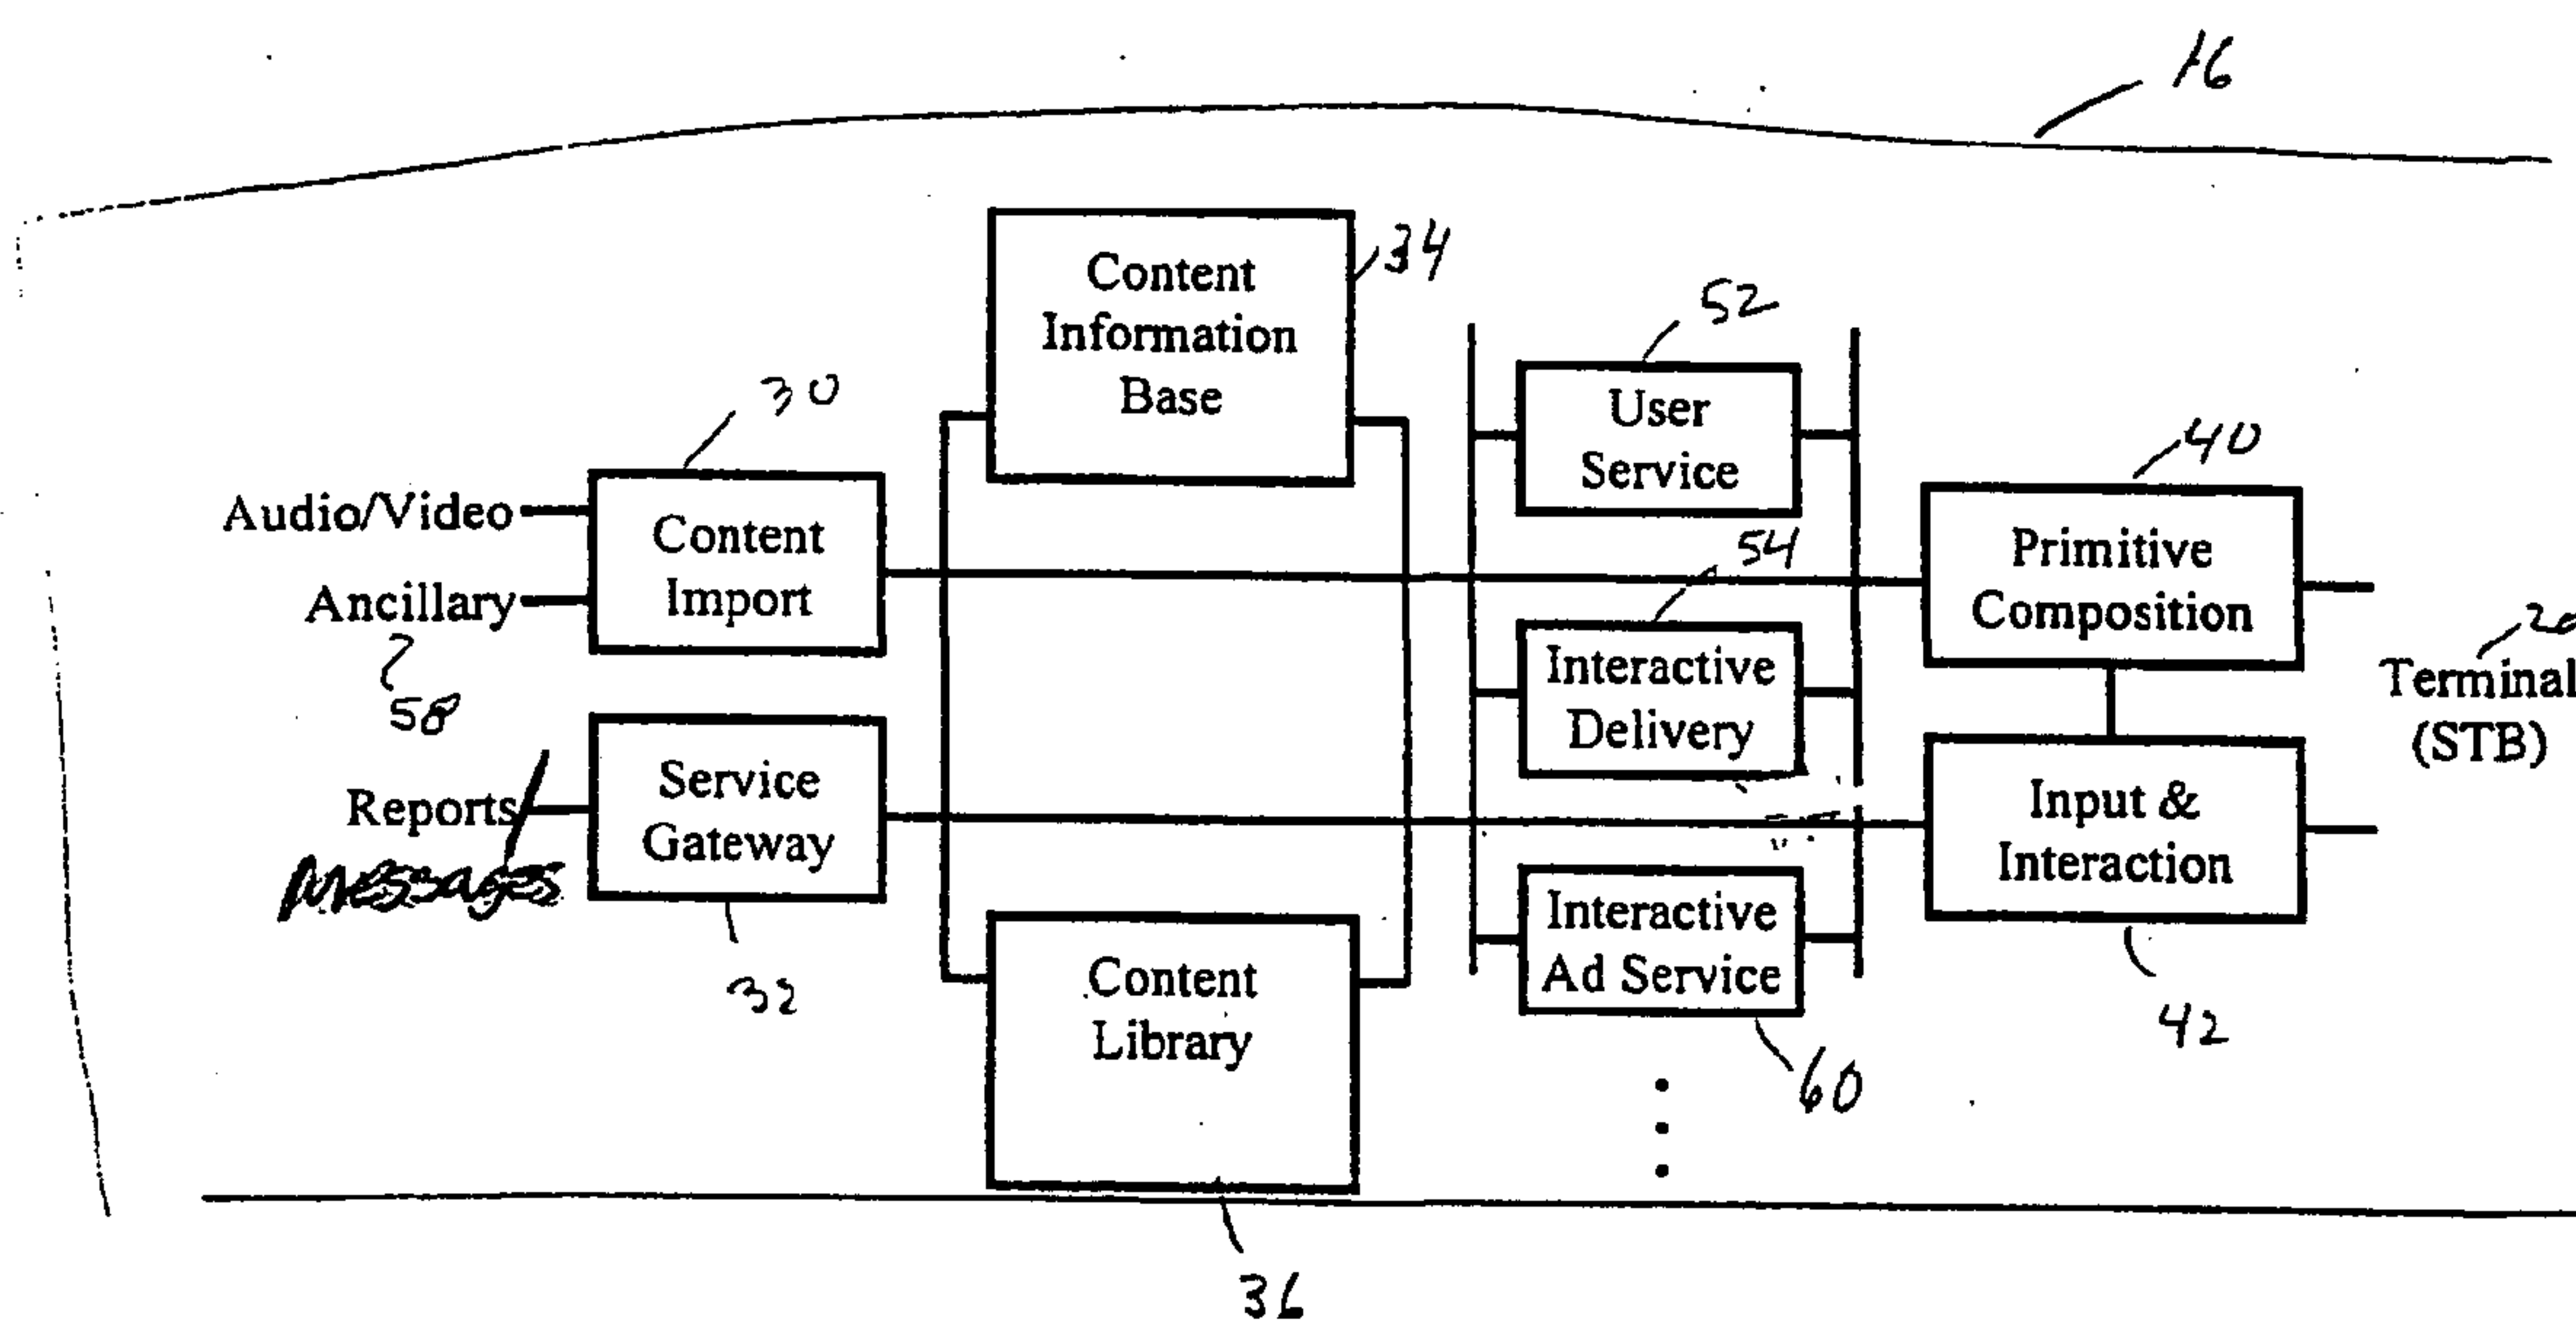 16
Content
Information
Base
34
52
User
Service
30
Audio/Video
Ancillary
58
Content
Import
40
Primitive
Composition
54
Interactive
Delivery
Terminal
(STB)
Reports/
messages
Service
Gateway
32
Input &
Interaction
42
Interactive
Ad Service
60
Content
Library
36